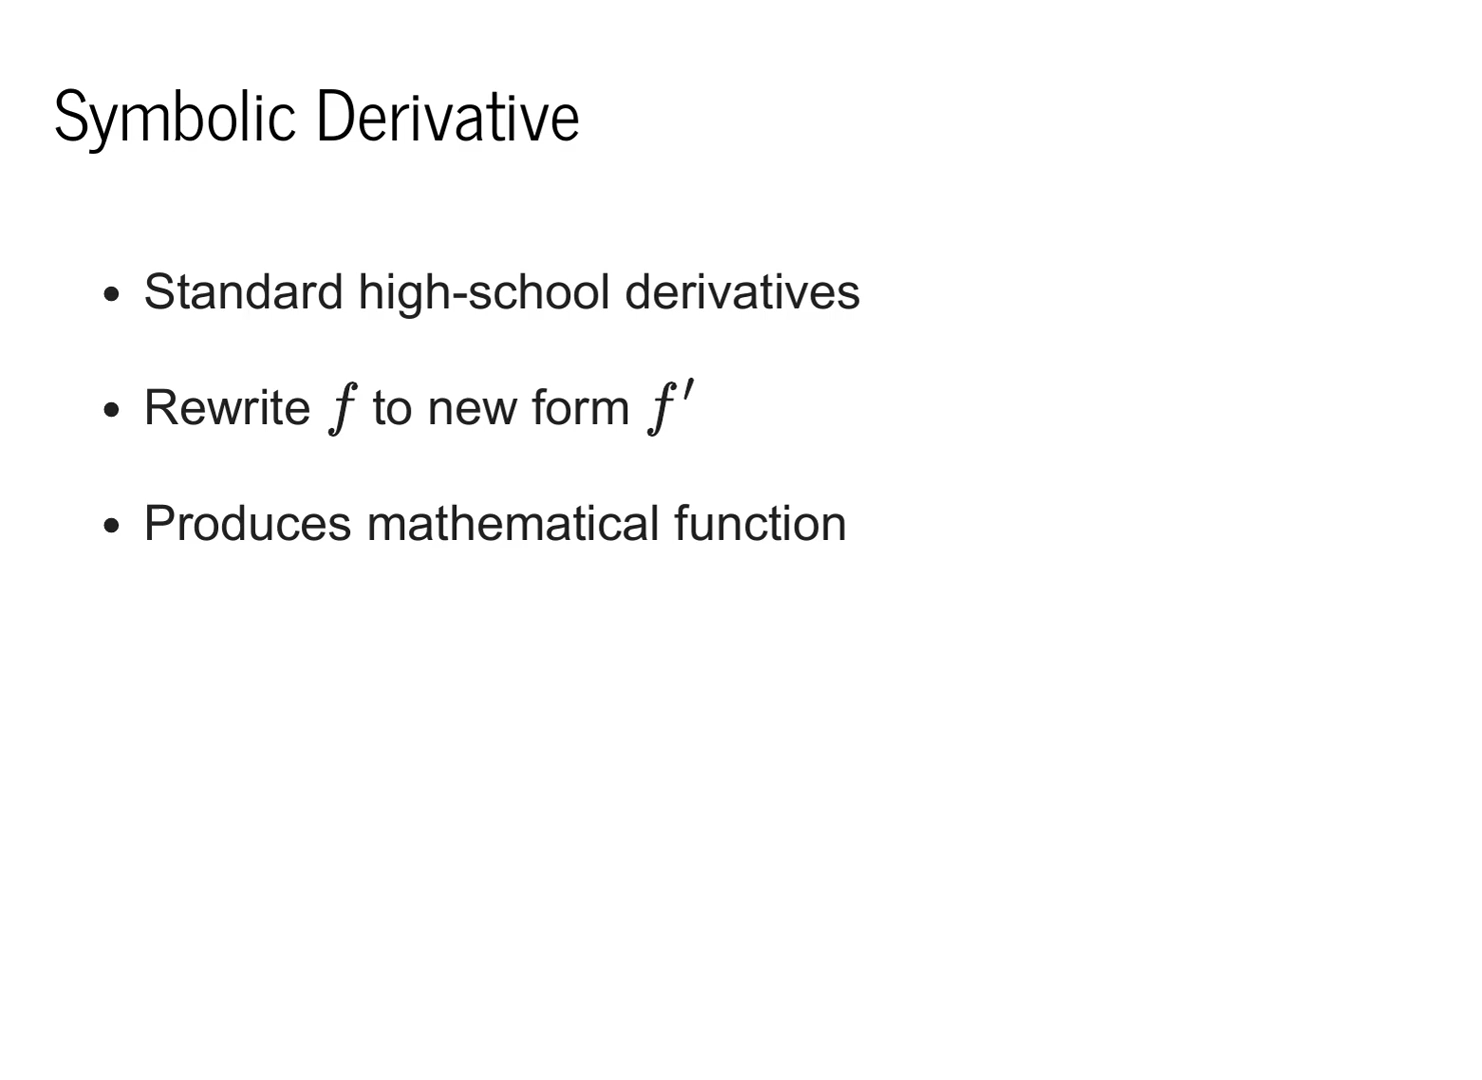 Symbolic Derivative
• Standard high-school derivatives
• Rewrite f to new form f′
• Produces mathematical function